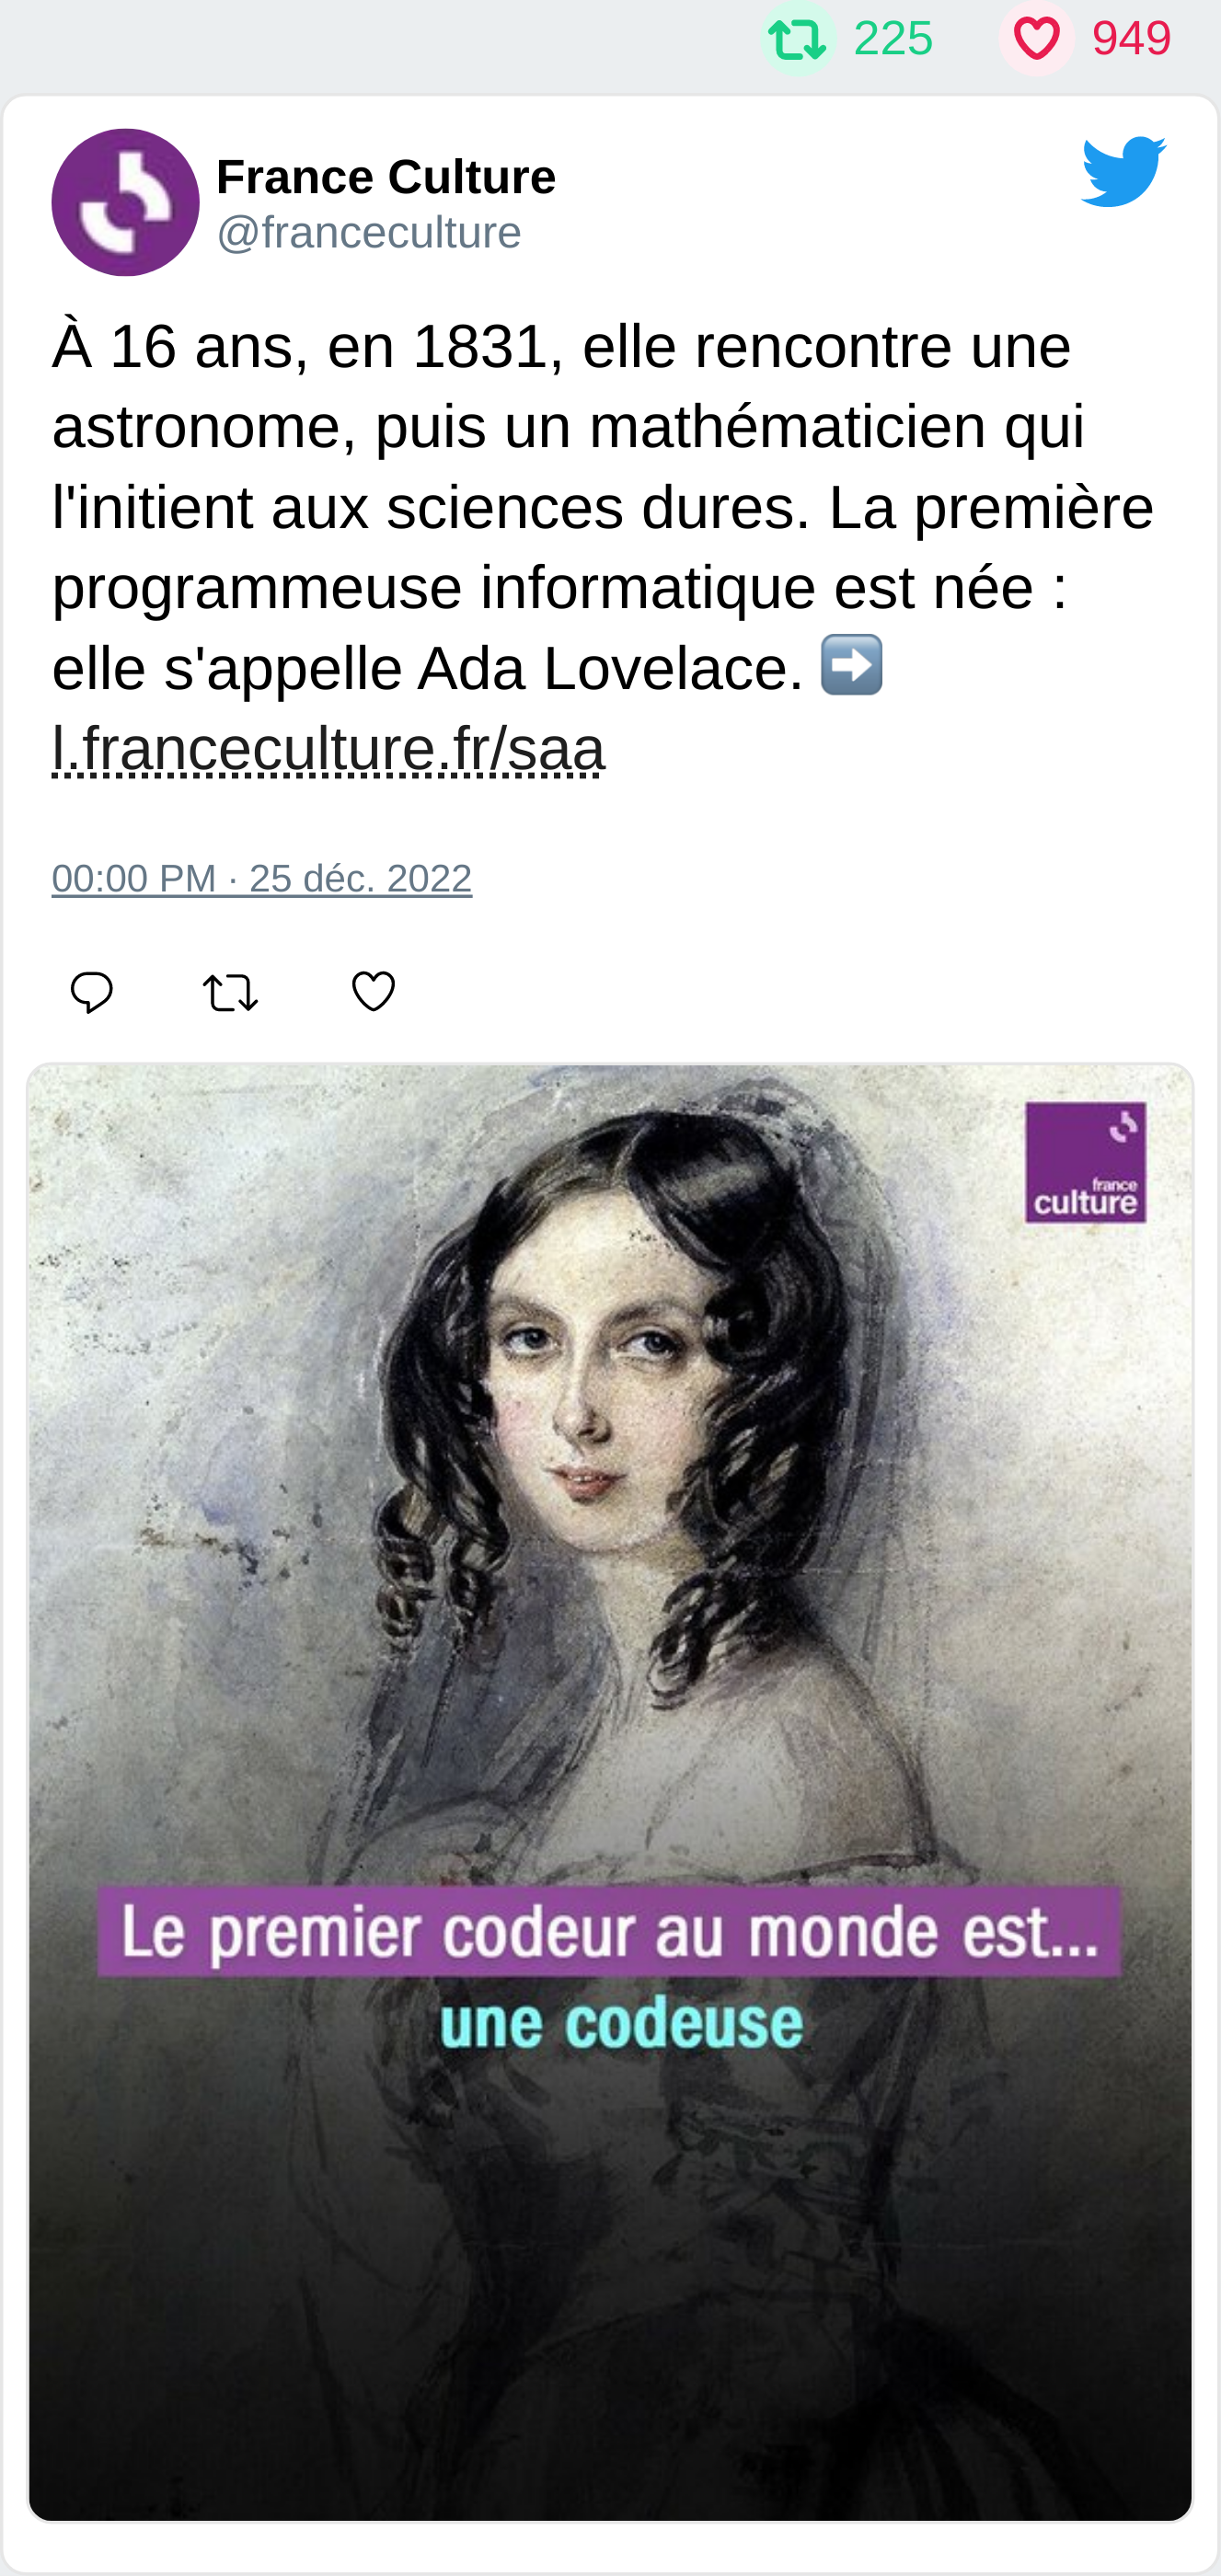 225 949
France Culture
@franceculture
À 16 ans, en 1831, elle rencontre une
astronome, puis un mathématicien qui
l'initient aux sciences dures. La première
programmeuse informatique est née :
elle s'appelle Ada Lovelace. ➡️
l.franceculture.fr/saa
00:00 PM · 25 déc. 2022
france
culture
Le premier codeur au monde est...
une codeuse